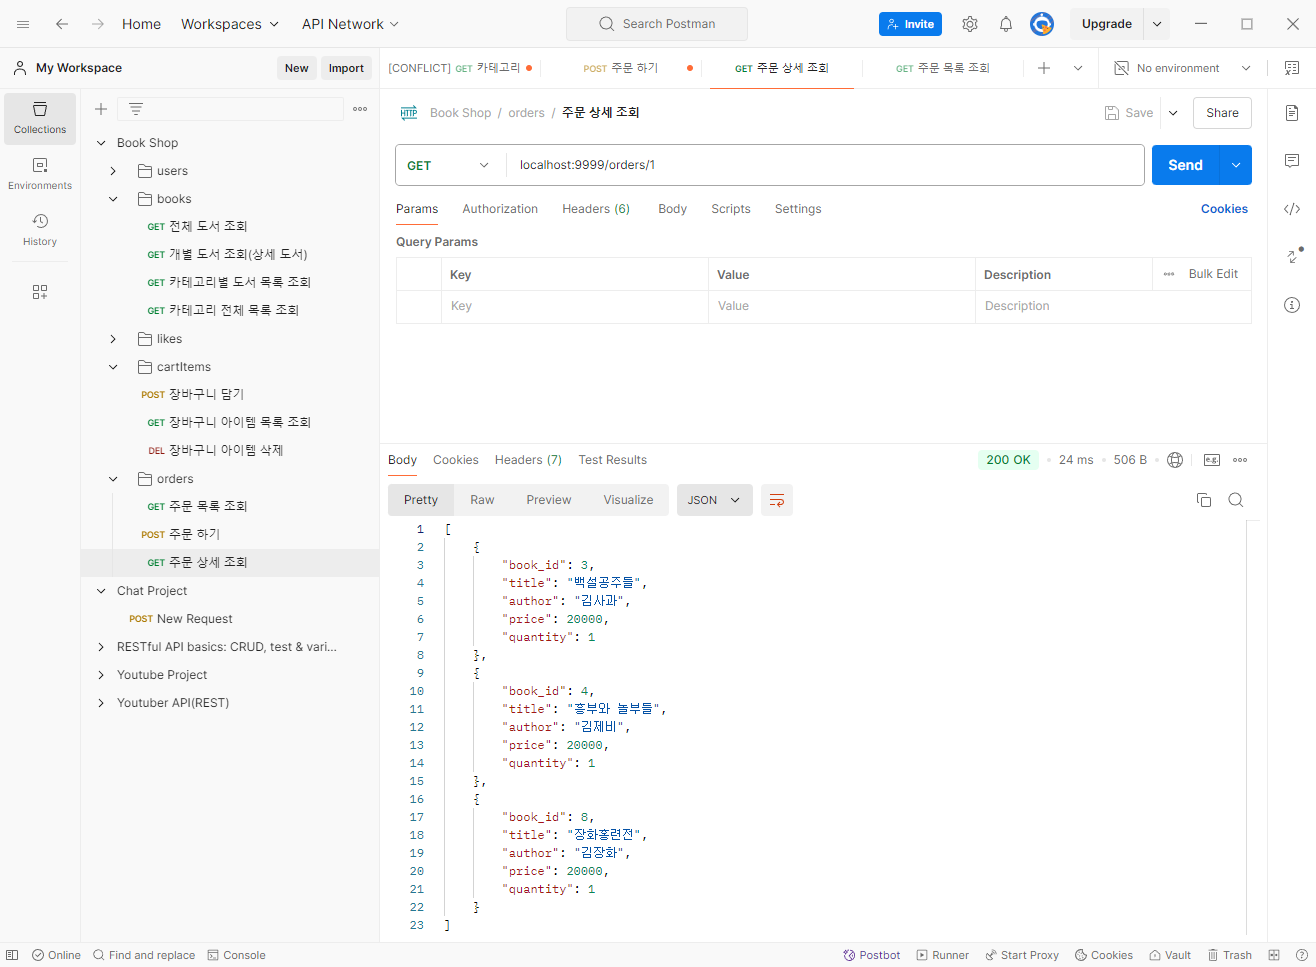 Home Workspaces API Network Search Postman Invite Upgrade
My Workspace New Import
[CONFLICT] GET 카테고리 POST 주문 하기 GET 주문 상세 조회 GET 주문 목록 조회 No environment
Collections
Environments
History
Book Shop
users
books
GET 전체 도서 조회
GET 개별 도서 조회(상세 도서)
GET 카테고리별 도서 목록 조회
GET 카테고리 전체 목록 조회
likes
cartItems
POST 장바구니 담기
GET 장바구니 아이템 목록 조회
DEL 장바구니 아이템 삭제
orders
GET 주문 목록 조회
POST 주문 하기
GET 주문 상세 조회
Chat Project
POST New Request
RESTful API basics: CRUD, test & vari...
Youtube Project
Youtuber API(REST)
HTTP Book Shop / orders / 주문 상세 조회 Save Share
GET localhost:9999/orders/1 Send
Params Authorization Headers (6) Body Scripts Settings Cookies
Query Params
Key Value Description Bulk Edit
Key Value Description
Body Cookies Headers (7) Test Results 200 OK 24 ms 506 B e.g.
Pretty Raw Preview Visualize JSON
1 [
2 {
3 "book_id": 3,
4 "title": "백설공주들",
5 "author": "김사과",
6 "price": 20000,
7 "quantity": 1
8 },
9 {
10 "book_id": 4,
11 "title": "흥부와 놀부들",
12 "author": "김제비",
13 "price": 20000,
14 "quantity": 1
15 },
16 {
17 "book_id": 8,
18 "title": "장화홍련전",
19 "author": "김장화",
20 "price": 20000,
21 "quantity": 1
22 }
23 ]
Online Find and replace Console Postbot Runner Start Proxy Cookies Vault Trash